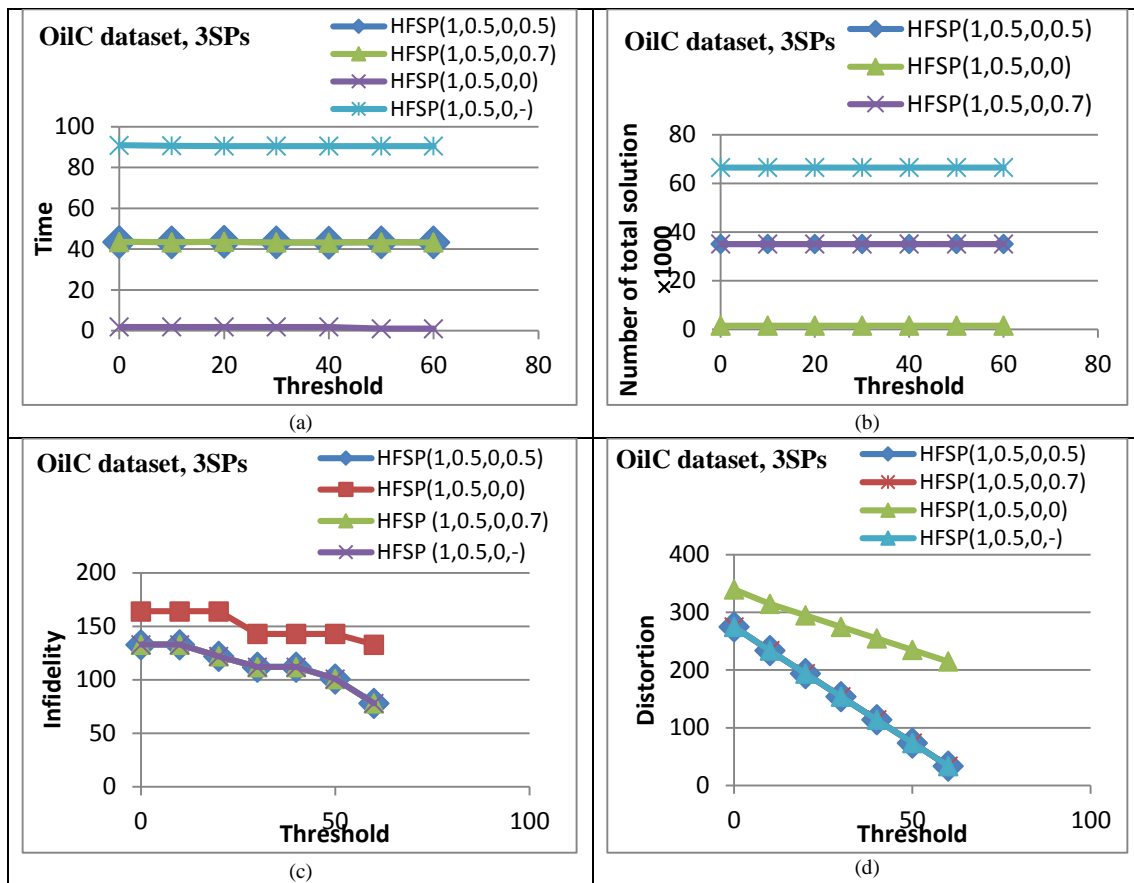 OilC dataset, 3SPs
HFSP(1,0.5,0,0.5)
HFSP(1,0.5,0,0.7)
HFSP(1,0.5,0,0)
HFSP(1,0.5,0,-)
100
80
60
40
20
0
Time
0 20 40 60 80
Threshold
(a)
OilC dataset, 3SPs
HFSP(1,0.5,0,0.5)
HFSP(1,0.5,0,0)
HFSP(1,0.5,0,0.7)
80
60
40
20
0
Number of total solution
×1000
0 20 40 60 80
Threshold
(b)
OilC dataset, 3SPs
HFSP(1,0.5,0,0.5)
HFSP(1,0.5,0,0)
HFSP (1,0.5,0,0.7)
HFSP (1,0.5,0,-)
200
150
100
50
0
Infidelity
0 50 100
Threshold
(c)
OilC dataset, 3SPs
HFSP(1,0.5,0,0.5)
HFSP(1,0.5,0,0.7)
HFSP(1,0.5,0,0)
HFSP(1,0.5,0,-)
400
300
200
100
0
Distortion
0 50 100
Threshold
(d)